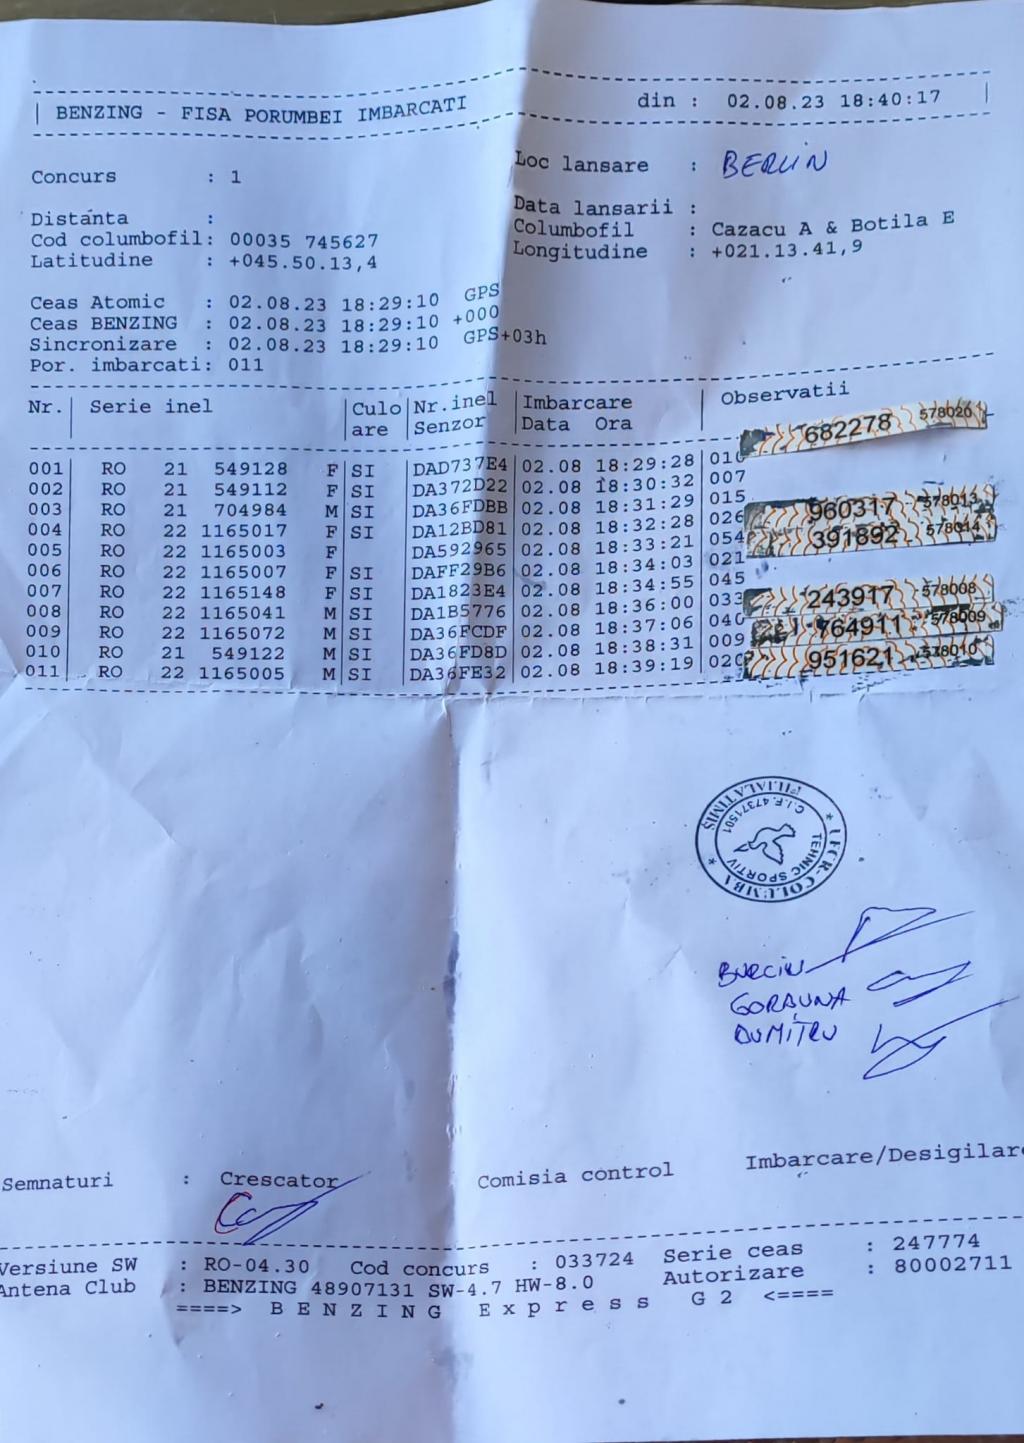 BENZING - FISA PORUMBEI IMBARCATI din : 02.08.23 18:40:17
Concurs : 1 Loc lansare : BERLIN
Distanta : Data lansarii :
Cod columbofil: 00035 745627 Columbofil : Cazacu A & Botila E
Latitudine : +045.50.13,4 Longitudine : +021.13.41,9
Ceas Atomic : 02.08.23 18:29:10 GPS
Ceas BENZING : 02.08.23 18:29:10 +000
Sincronizare : 02.08.23 18:29:10 GPS+03h
Por. imbarcati: 011
Nr. Serie inel Culo Nr.inel Imbarcare Observatii
are Senzor Data Ora
682278 578020
001 RO 21 549128 F SI DAD737E4 02.08 18:29:28 010
002 RO 21 549112 F SI DA372D22 02.08 18:30:32 007
003 RO 21 704984 M SI DA36FDBB 02.08 18:31:29 015 960317 578013
004 RO 22 1165017 F SI DA12BD81 02.08 18:32:28 026 391892 578014
005 RO 22 1165003 F DA592965 02.08 18:33:21 054
006 RO 22 1165007 F SI DAFF29B6 02.08 18:34:03 021
007 RO 22 1165148 F SI DA1823E4 02.08 18:34:55 045 243917 578008
008 RO 22 1165041 M SI DA1B5776 02.08 18:36:00 033 764911 578009
009 RO 22 1165072 M SI DA36FCDF 02.08 18:37:06 040 951621 578010
010 RO 21 549122 M SI DA36FD8D 02.08 18:38:31 009
011 RO 22 1165005 M SI DA36FE32 02.08 18:39:19 020
UFCR-COLUMBA
FILIALA TIMIȘ
C.I.F. 47371501
TEHNIC SPORTIV
BURCIU
GORAUNA
DUMITRU
Semnaturi : Crescator Comisia control Imbarcare/Desigilare
Versiune SW : RO-04.30 Cod concurs : 033724 Serie ceas : 247774
Antena Club : BENZING 48907131 SW-4.7 HW-8.0 Autorizare : 80002711
====> B E N Z I N G E x p r e s s G 2 <====